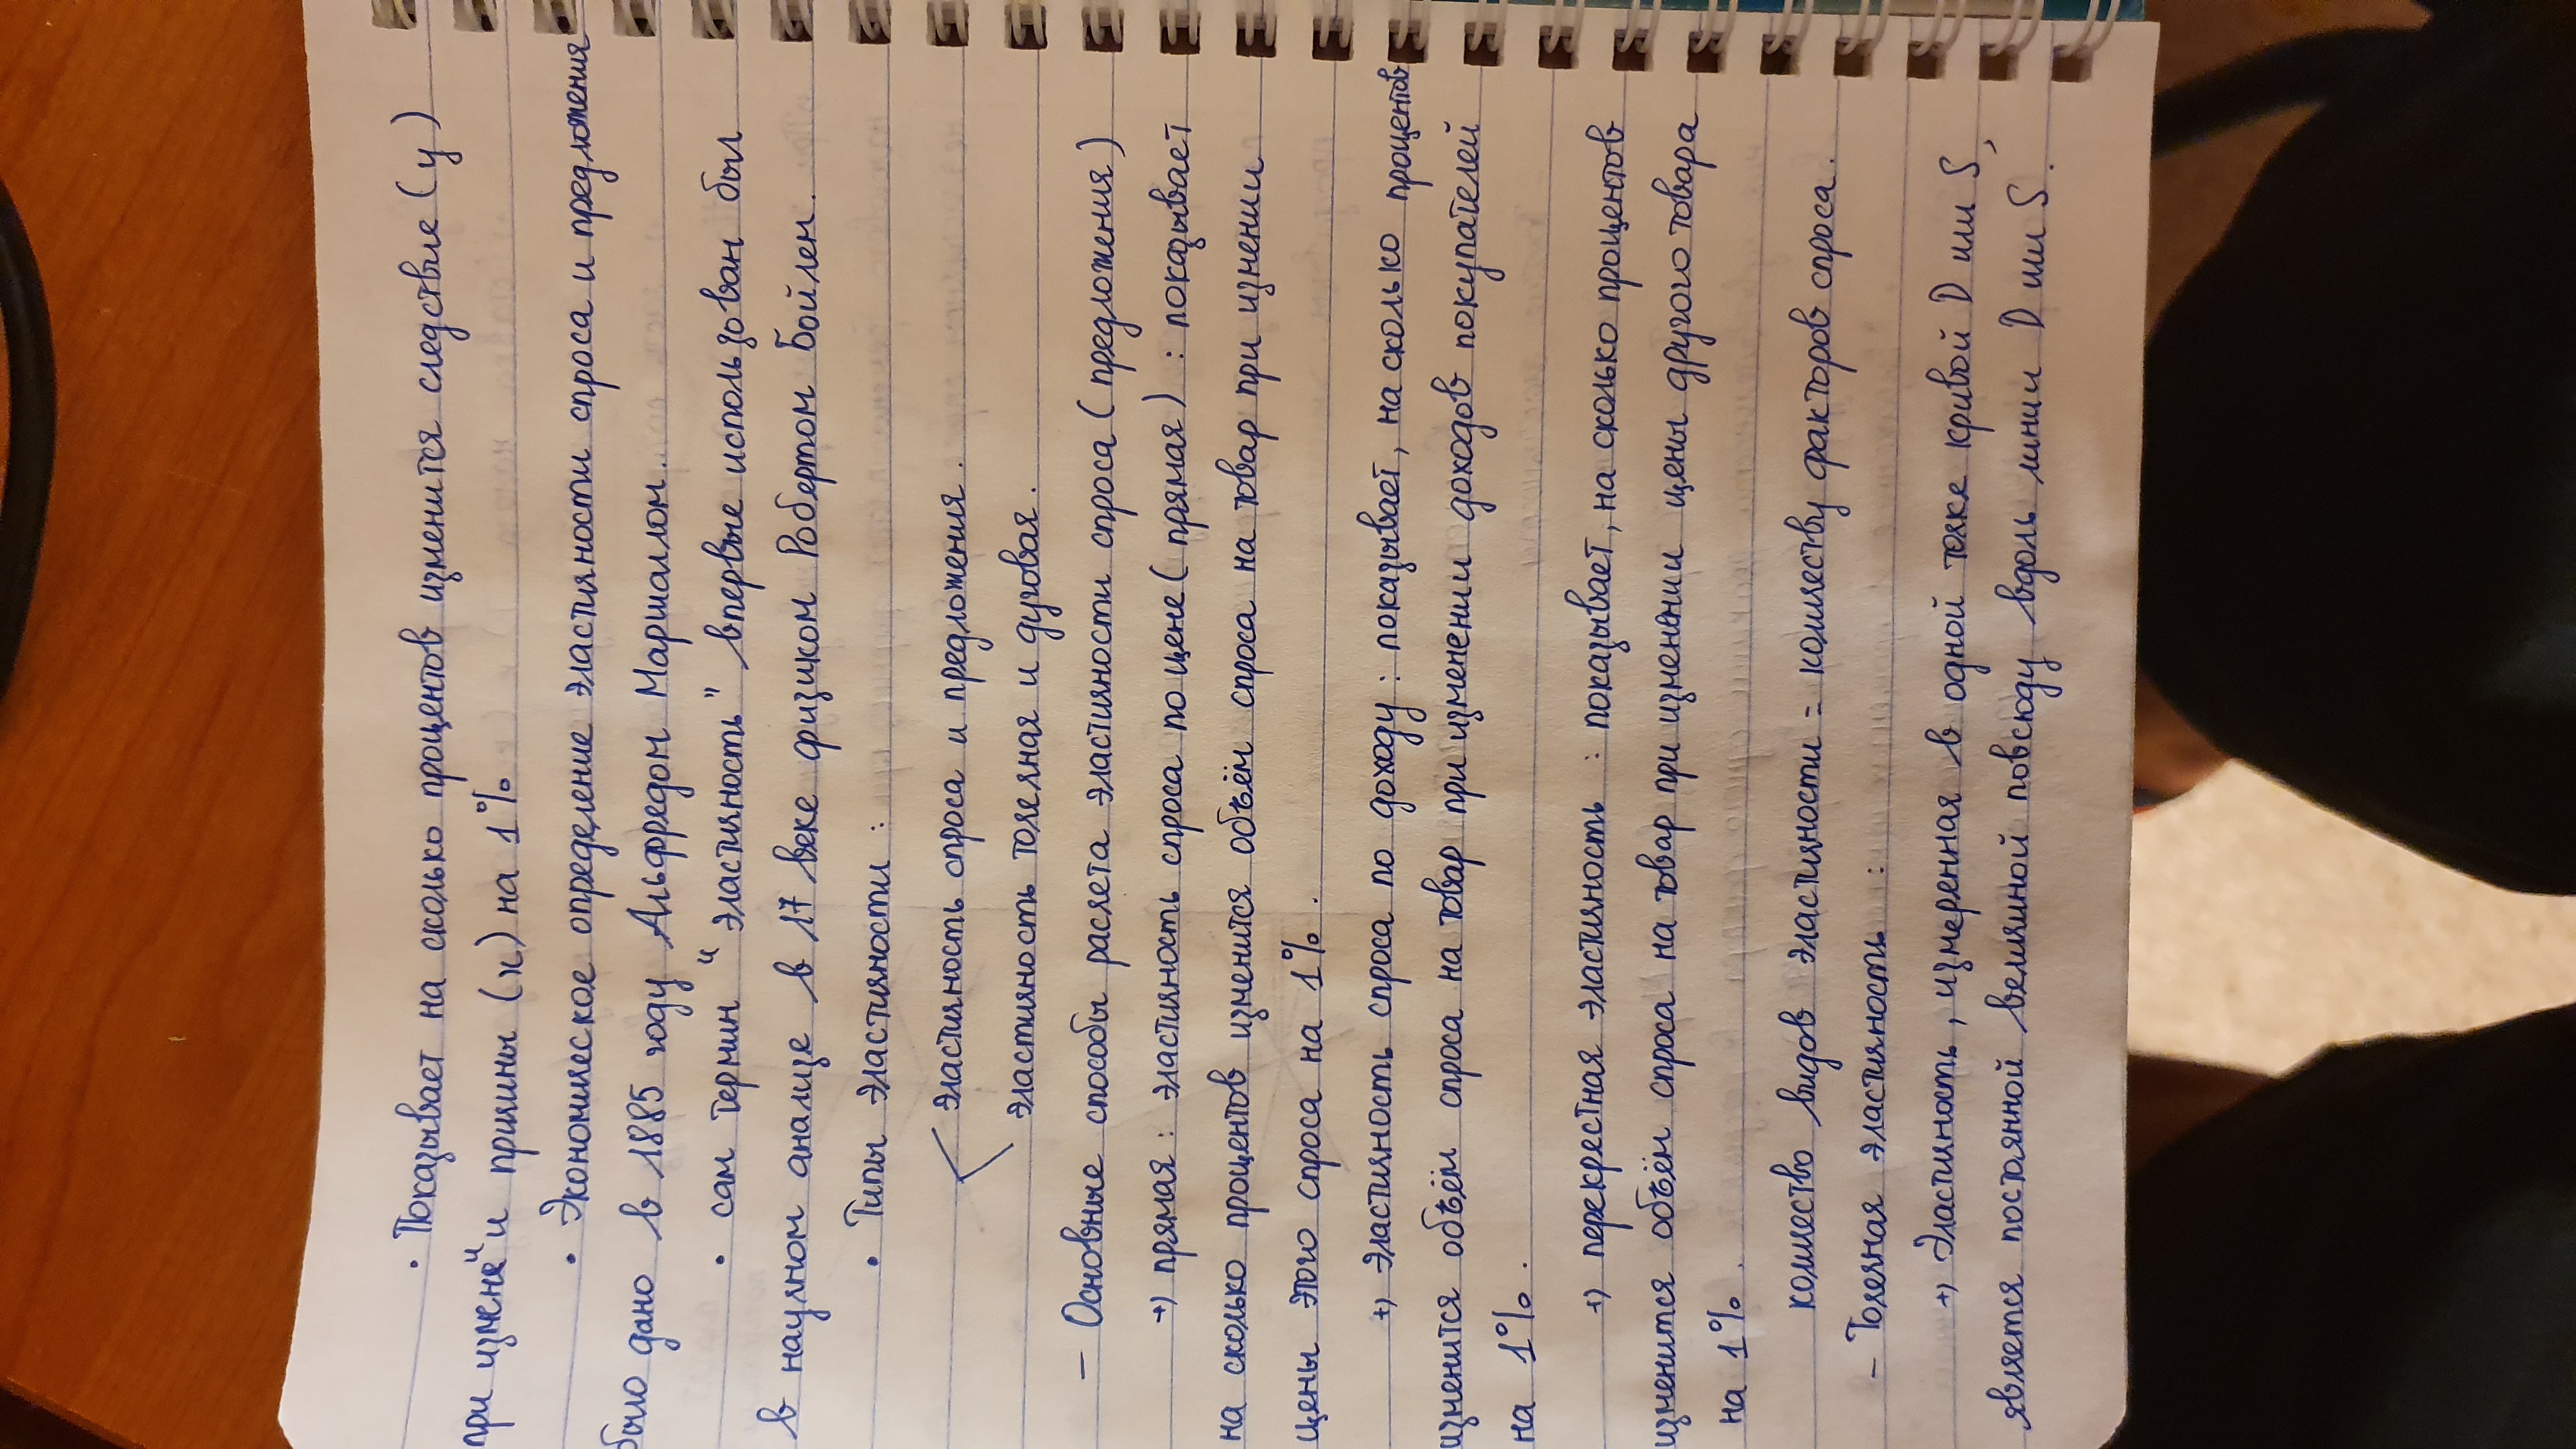 • Показывает на сколько процентов изменится следствие (y)
при изменеии причины (x) на 1%
• Экономическое определение эластичности спроса и предложения
было дано в 1885 году Альфредом Маршаллом.
• сам термин "эластичность" впервые использован был
в научном анализе в 17 веке физиком Робертом Бойлем.
• Типы эластичности :
эластичность спроса и предложения.
эластичность точечная и дуговая.
– Основные способы расчета эластичности спроса (предложения)
+) прямая : эластичность спроса по цене (прямая) : показывает
на сколько процентов изменится объём спроса на товар при измении
цены этого спроса на 1%.
+) эластичность спроса по доходу : показывает, на сколько процентов
изменится объём спроса на товар при изменении доходов покупателей
на 1%.
+) перекрестная эластичность : показывает, на сколько процентов
изменится объём спроса на товар при изменении цены другого товара
на 1%.
количество видов эластичности = количеству факторов спроса.
– Точечная эластичность :
+) Эластичность, измеренная в одной точке кривой D или S,
является постоянной величиной повсюду вдоль линии D или S.